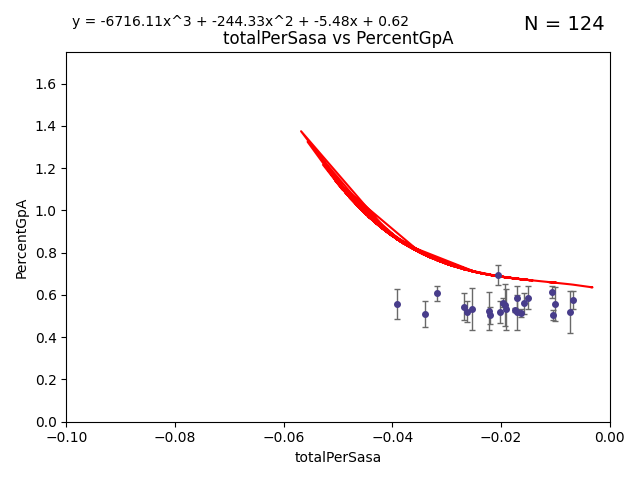 y = -6716.11x^3 + -244.33x^2 + -5.48x + 0.62
N = 124
totalPerSasa vs PercentGpA
PercentGpA
1.6
1.4
1.2
1.0
0.8
0.6
0.4
0.2
0.0
−0.10 −0.08 −0.06 −0.04 −0.02 0.00
totalPerSasa